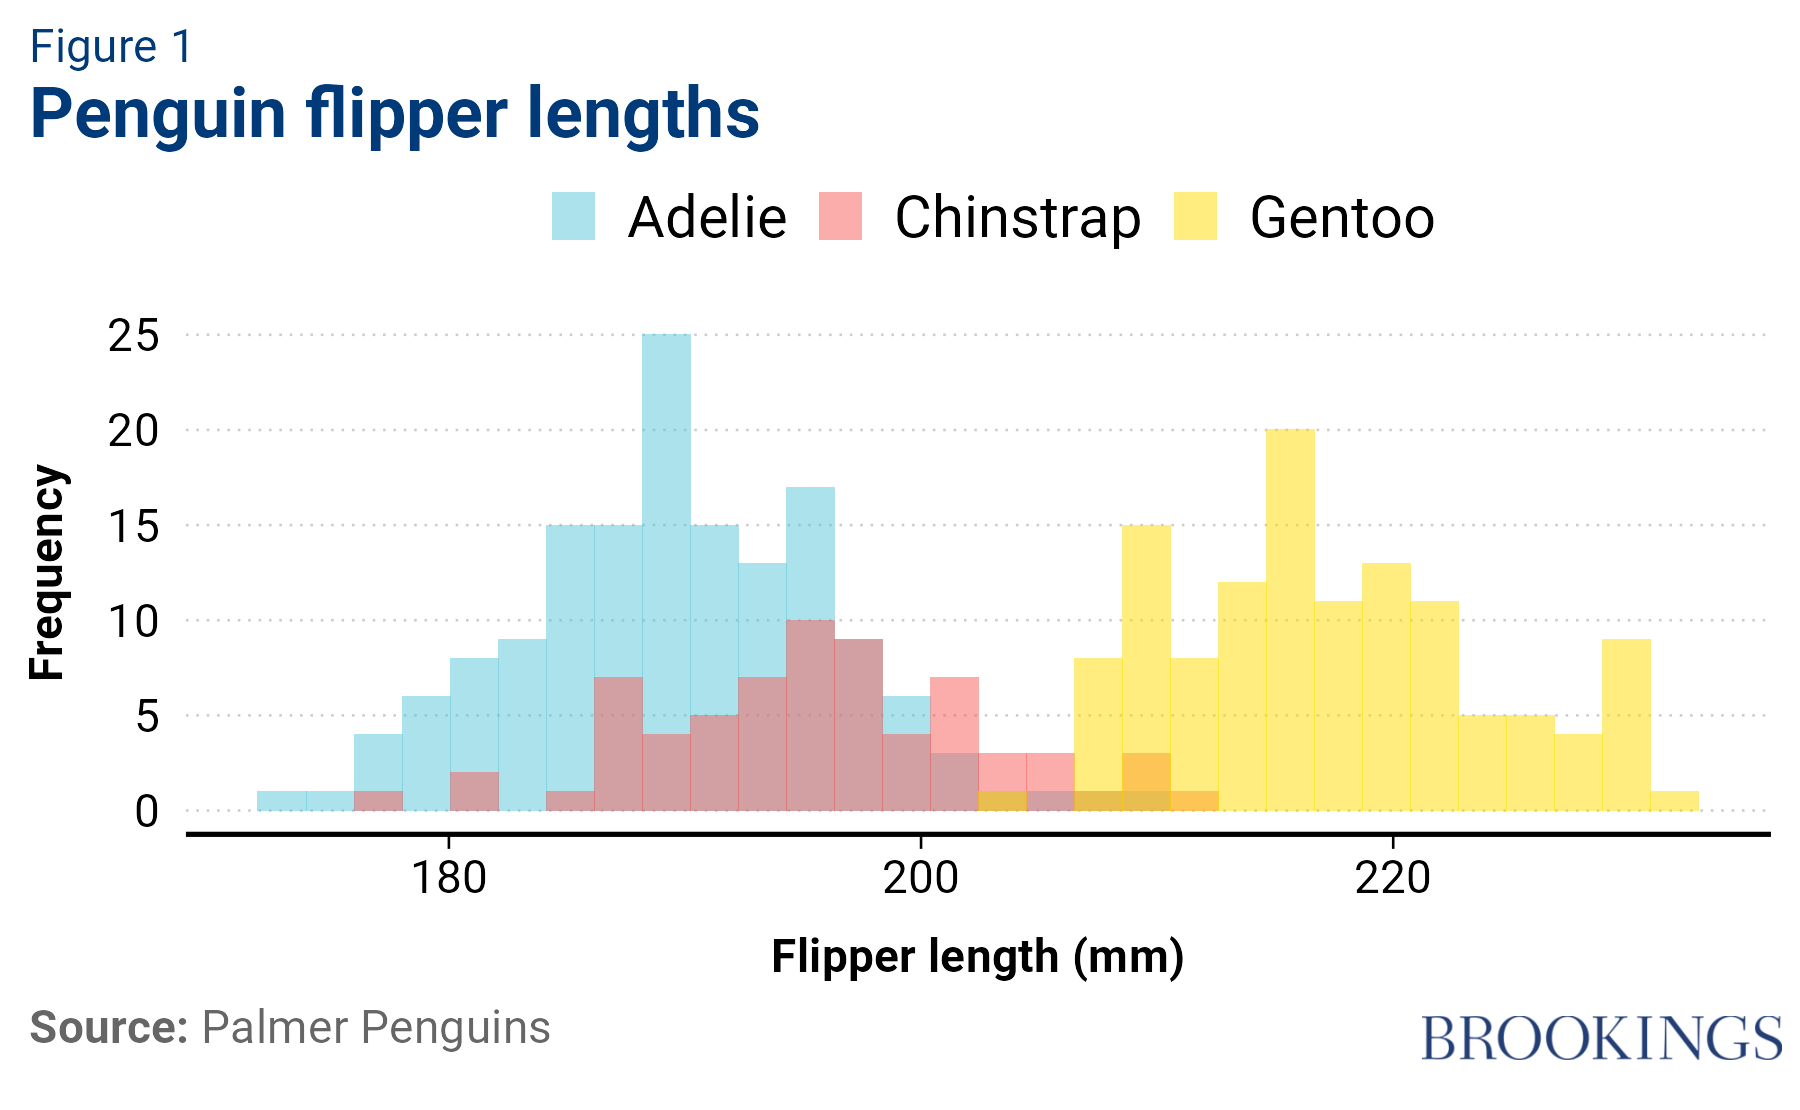 Figure 1
Penguin flipper lengths
Adelie Chinstrap Gentoo
25
20
15
10
5
0
Frequency
180 200 220
Flipper length (mm)
Source: Palmer Penguins
BROOKINGS